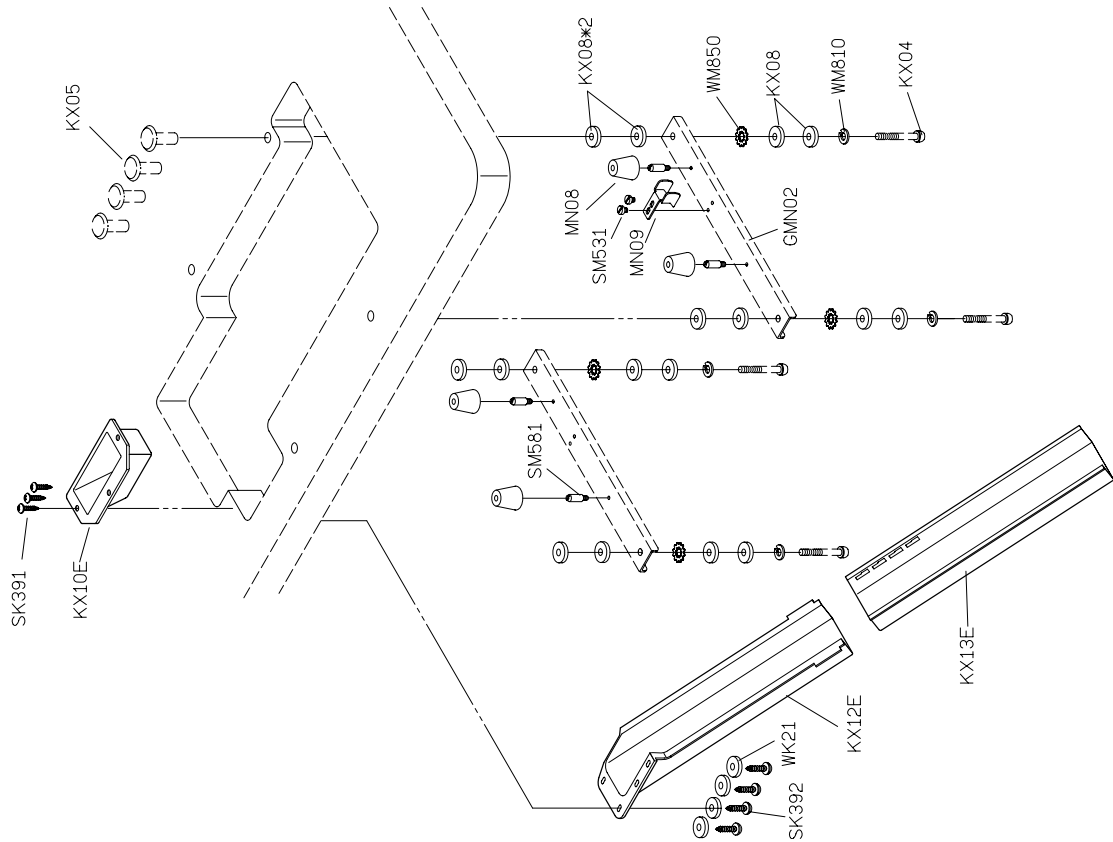 KX05
KX08*2
WM850
KX08
WM810
KX04
MN08
SM531
MN09
GMN02
SM581
SK391
KX10E
KX13E
KX12E
WK21
SK392